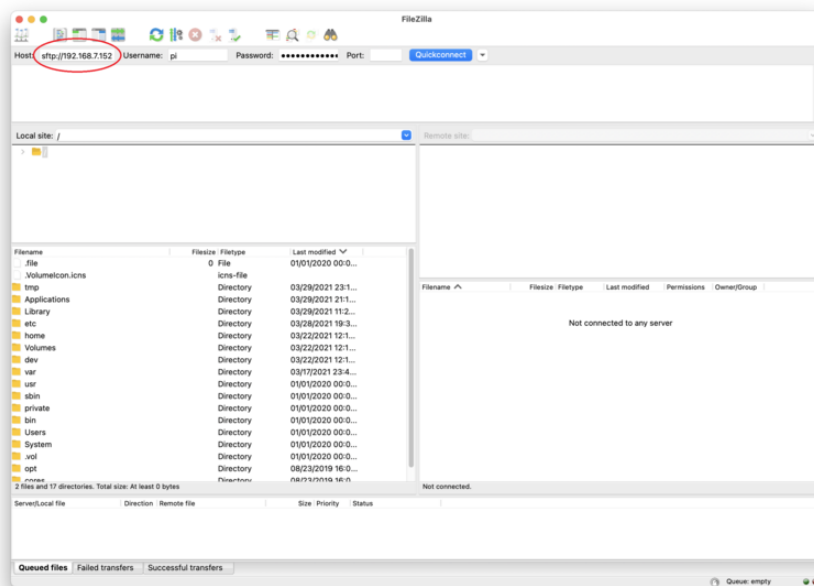 FileZilla
Host: sftp://192.168.7.152 Username: pi Password: ••••••••••••• Port: Quickconnect
Local site: /
Remote site:
/
Filename Filesize Filetype Last modified
.file 0 File 01/01/2020 00:0...
.VolumeIcon.icns icns-file
tmp Directory 03/29/2021 23:1...
Applications Directory 03/29/2021 21:1...
Library Directory 03/29/2021 11:2...
etc Directory 03/28/2021 19:3...
home Directory 03/22/2021 12:1...
Volumes Directory 03/22/2021 12:1...
dev Directory 03/22/2021 12:1...
var Directory 03/17/2021 23:4...
usr Directory 01/01/2020 00:0...
sbin Directory 01/01/2020 00:0...
private Directory 01/01/2020 00:0...
bin Directory 01/01/2020 00:0...
Users Directory 01/01/2020 00:0...
System Directory 01/01/2020 00:0...
.vol Directory 01/01/2020 00:0...
opt Directory 08/23/2019 16:0...
cores Directory 08/23/2019 16:0...
2 files and 17 directories. Total size: At least 0 bytes
Filename Filesize Filetype Last modified Permissions Owner/Group
Not connected to any server
Not connected.
Server/Local file Direction Remote file Size Priority Status
Queued files Failed transfers Successful transfers
Queue: empty